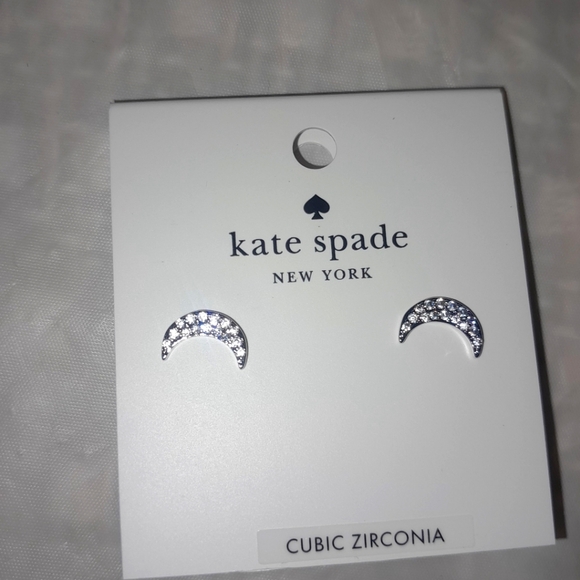 kate spade
NEW YORK
CUBIC ZIRCONIA